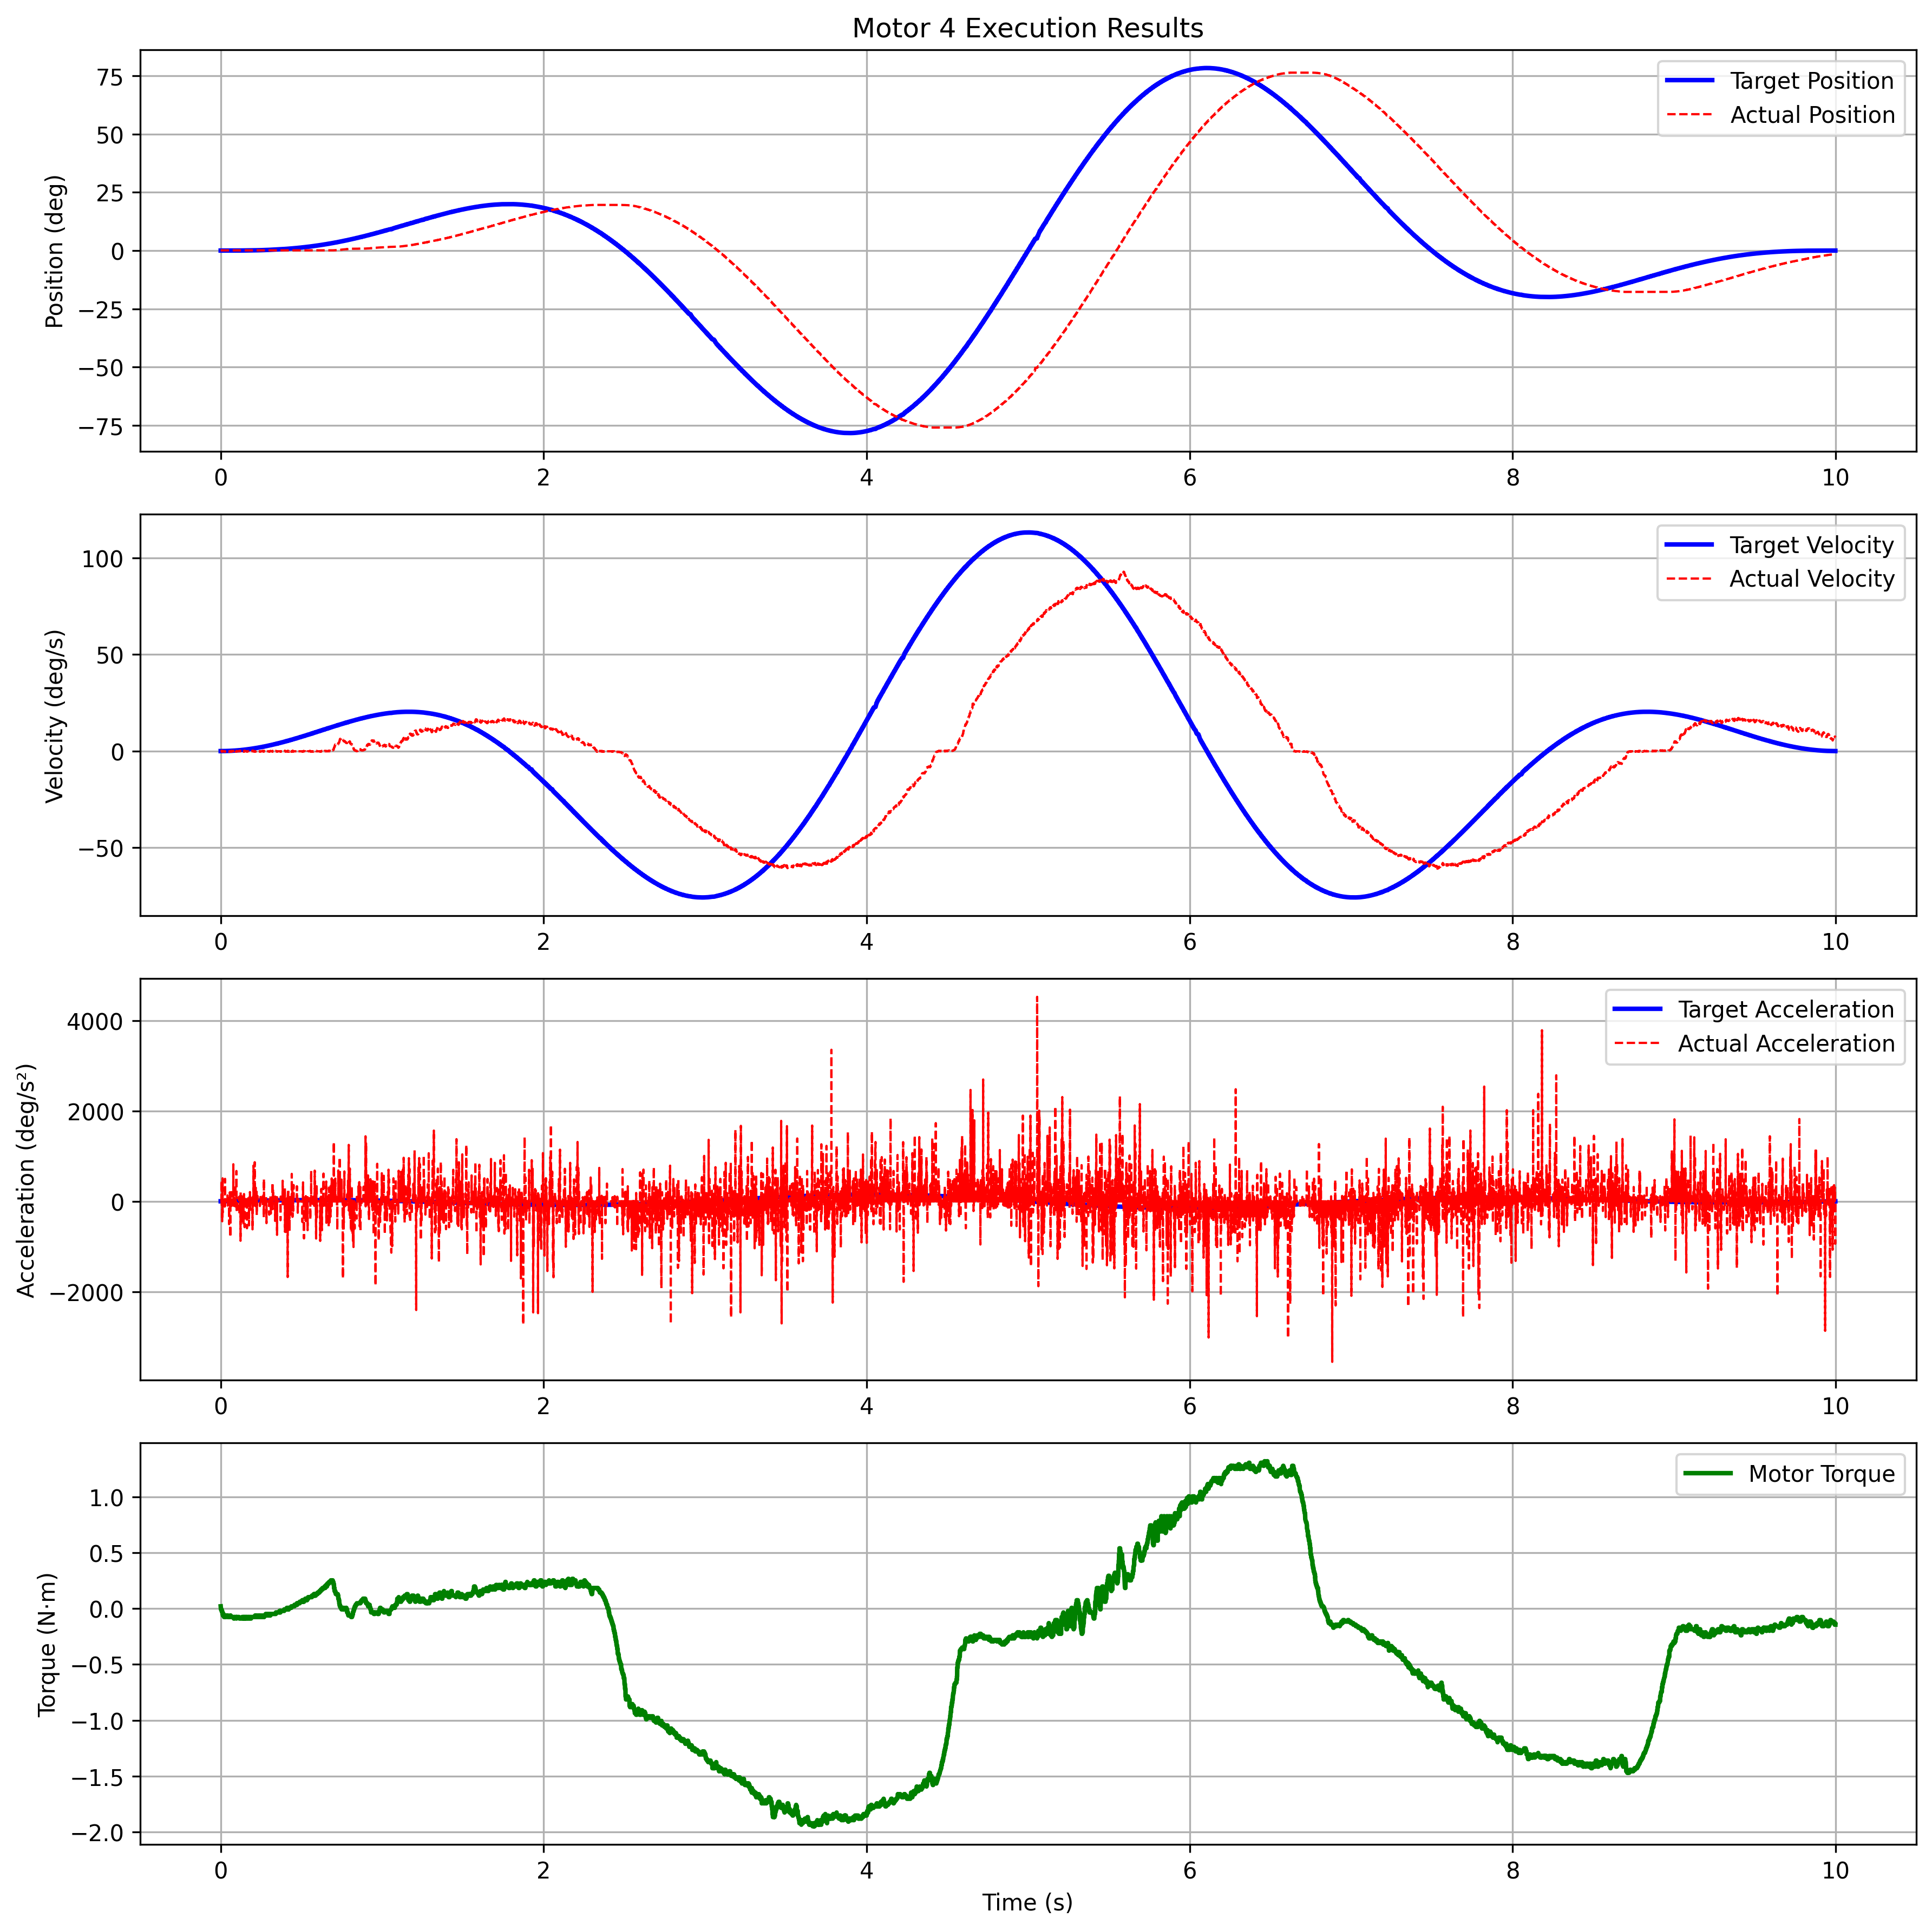 Motor 4 Execution Results
Position (deg)
75
50
25
0
−25
−50
−75
Target Position
Actual Position
0 2 4 6 8 10
Velocity (deg/s)
100
50
0
−50
Target Velocity
Actual Velocity
0 2 4 6 8 10
Acceleration (deg/s²)
4000
2000
0
−2000
Target Acceleration
Actual Acceleration
0 2 4 6 8 10
Torque (N·m)
1.0
0.5
0.0
−0.5
−1.0
−1.5
−2.0
Motor Torque
0 2 4 6 8 10
Time (s)